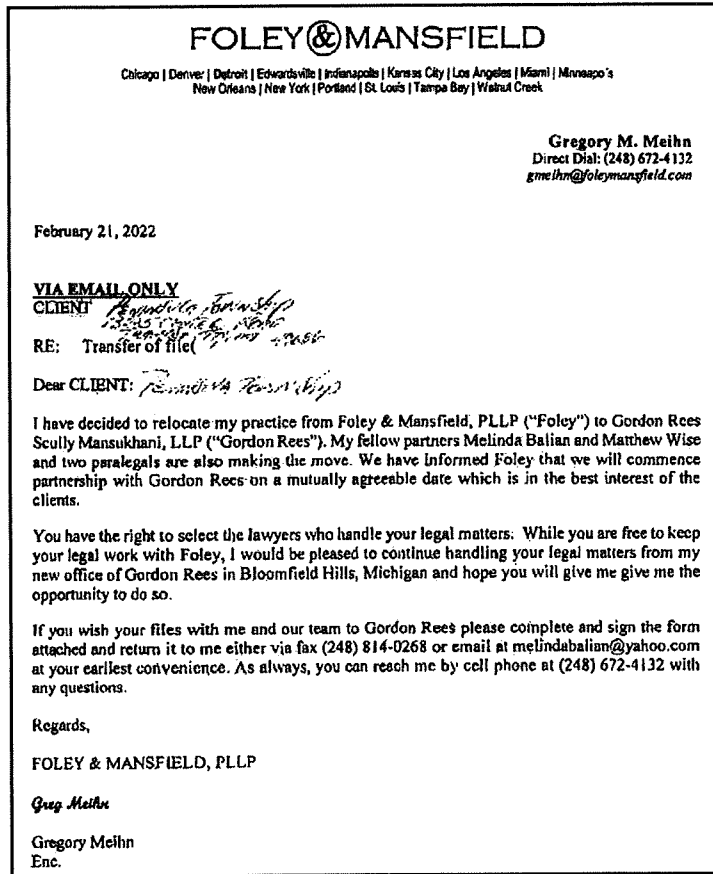 FOLEY & MANSFIELD
Chicago | Denver | Detroit | Edwardsville | Indianapolis | Kansas City | Los Angeles | Miami | Minneapo's
New Orleans | New York | Portland | St. Louis | Tampa Bay | Walnut Creek
Gregory M. Meihn
Direct Dial: (248) 672-4132
gmeihn@foleymansfield.com
February 21, 2022
VIA EMAIL ONLY
CLIENT Township
RE: Transfer of file(
Dear CLIENT: Township
I have decided to relocate my practice from Foley & Mansfield, PLLP ("Foley") to Gordon Rees
Scully Mansukhani, LLP ("Gordon Rees"). My fellow partners Melinda Balian and Matthew Wise
and two paralegals are also making the move. We have informed Foley that we will commence
partnership with Gordon Rees on a mutually agreeable date which is in the best interest of the
clients.
You have the right to select the lawyers who handle your legal matters. While you are free to keep
your legal work with Foley, I would be pleased to continue handling your legal matters from my
new office of Gordon Rees in Bloomfield Hills, Michigan and hope you will give me give me the
opportunity to do so.
If you wish your files with me and our team to Gordon Rees please complete and sign the form
attached and return it to me either via fax (248) 814-0268 or email at melindabalian@yahoo.com
at your earliest convenience. As always, you can reach me by cell phone at (248) 672-4132 with
any questions.
Regards,
FOLEY & MANSFIELD, PLLP
Greg Meihn
Gregory Meihn
Enc.